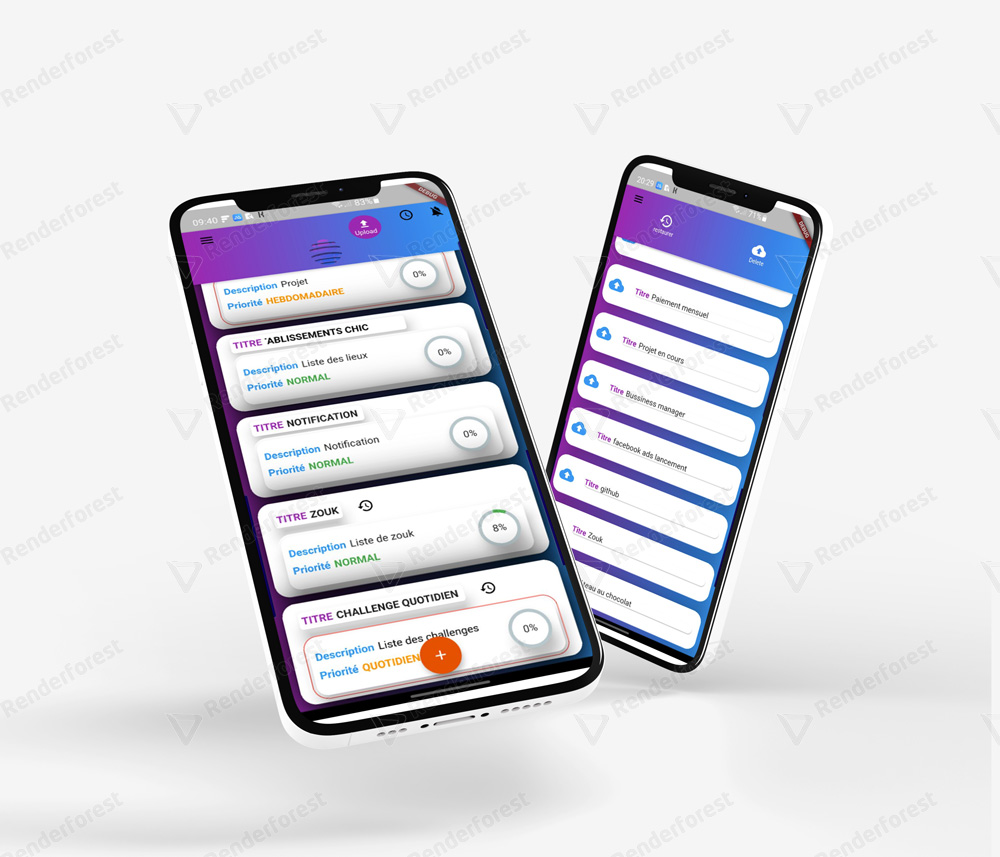 09:40
83%
DEBUG
Upload
Description Projet
0%
Priorité HEBDOMADAIRE
TITRE 'ABLISSEMENTS CHIC
Description Liste des lieux
0%
Priorité NORMAL
TITRE NOTIFICATION
Description Notification
0%
Priorité NORMAL
TITRE ZOUK
Description Liste de zouk
8%
Priorité NORMAL
TITRE CHALLENGE QUOTIDIEN
Description Liste des challenges
0%
Priorité QUOTIDIEN
+
20:29
71%
DEBUG
restaurer
Delete
Titre Paiement mensuel
Titre Projet en cours
Titre Bussiness manager
Titre facebook ads lancement
Titre github
Titre Zouk
au chocolat
Renderforest